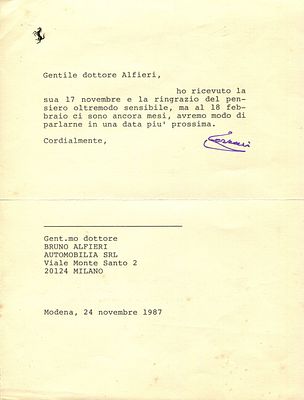 Gentile dottore Alfieri,
ho ricevuto la
sua 17 novembre e la ringrazio del pen-
siero oltremodo sensibile, ma al 18 feb-
braio ci sono ancora mesi, avremo modo di
parlarne in una data piu' prossima.
Cordialmente,
Ferrari
Gent.mo dottore
BRUNO ALFIERI
AUTOMOBILIA SRL
Viale Monte Santo 2
20124 MILANO
Modena, 24 novembre 1987